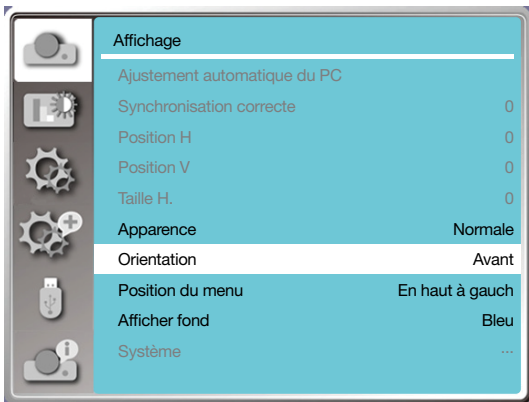 Affichage
Ajustement automatique du PC
Synchronisation correcte 0
Position H 0
Position V 0
Taille H. 0
Apparence Normale
Orientation Avant
Position du menu En haut à gauch
Afficher fond Bleu
Système ...